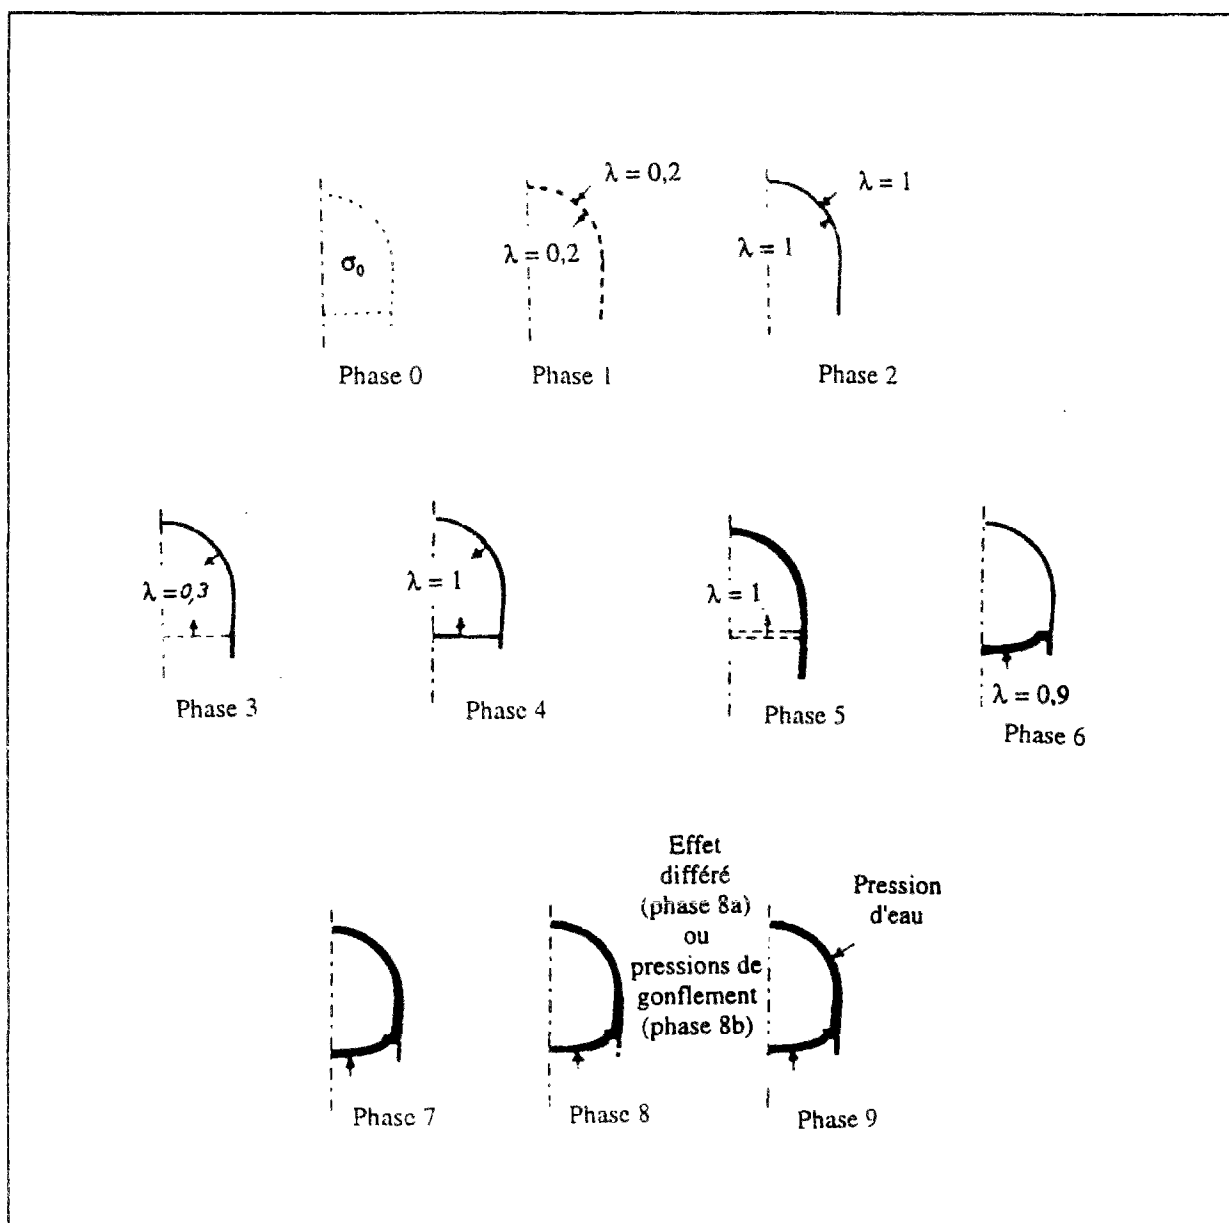 λ = 0,2
λ = 1
λ = 0,2
λ = 1
σ₀
Phase 0
Phase 1
Phase 2
λ = 0,3
λ = 1
λ = 1
λ = 0,9
Phase 3
Phase 4
Phase 5
Phase 6
Effet
différé
(phase 8a)
ou
pressions de
gonflement
(phase 8b)
Pression
d'eau
Phase 7
Phase 8
Phase 9